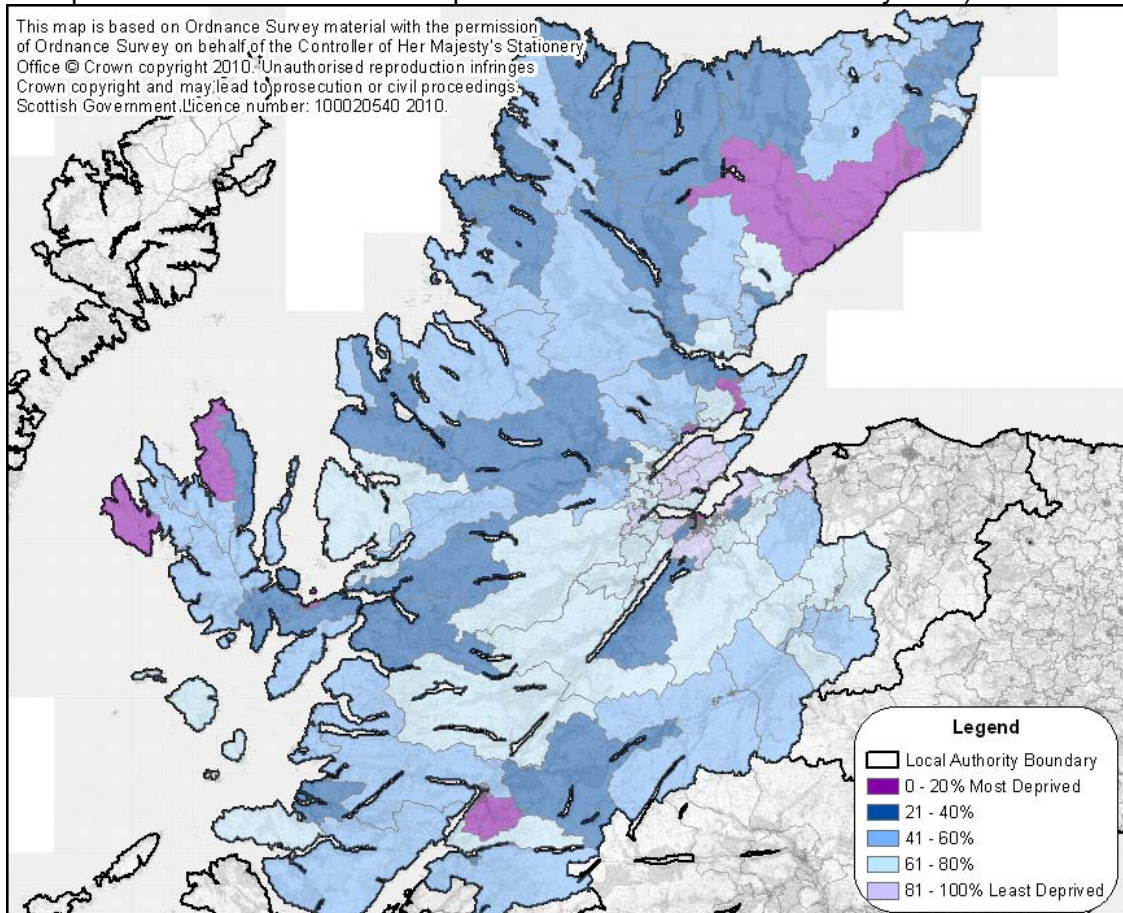 This map is based on Ordnance Survey material with the permission
of Ordnance Survey on behalf of the Controller of Her Majesty's Stationery
Office © Crown copyright 2010. Unauthorised reproduction infringes
Crown copyright and may lead to prosecution or civil proceedings.
Scottish Government Licence number: 100020540 2010.
Legend
Local Authority Boundary
0 - 20% Most Deprived
21 - 40%
41 - 60%
61 - 80%
81 - 100% Least Deprived